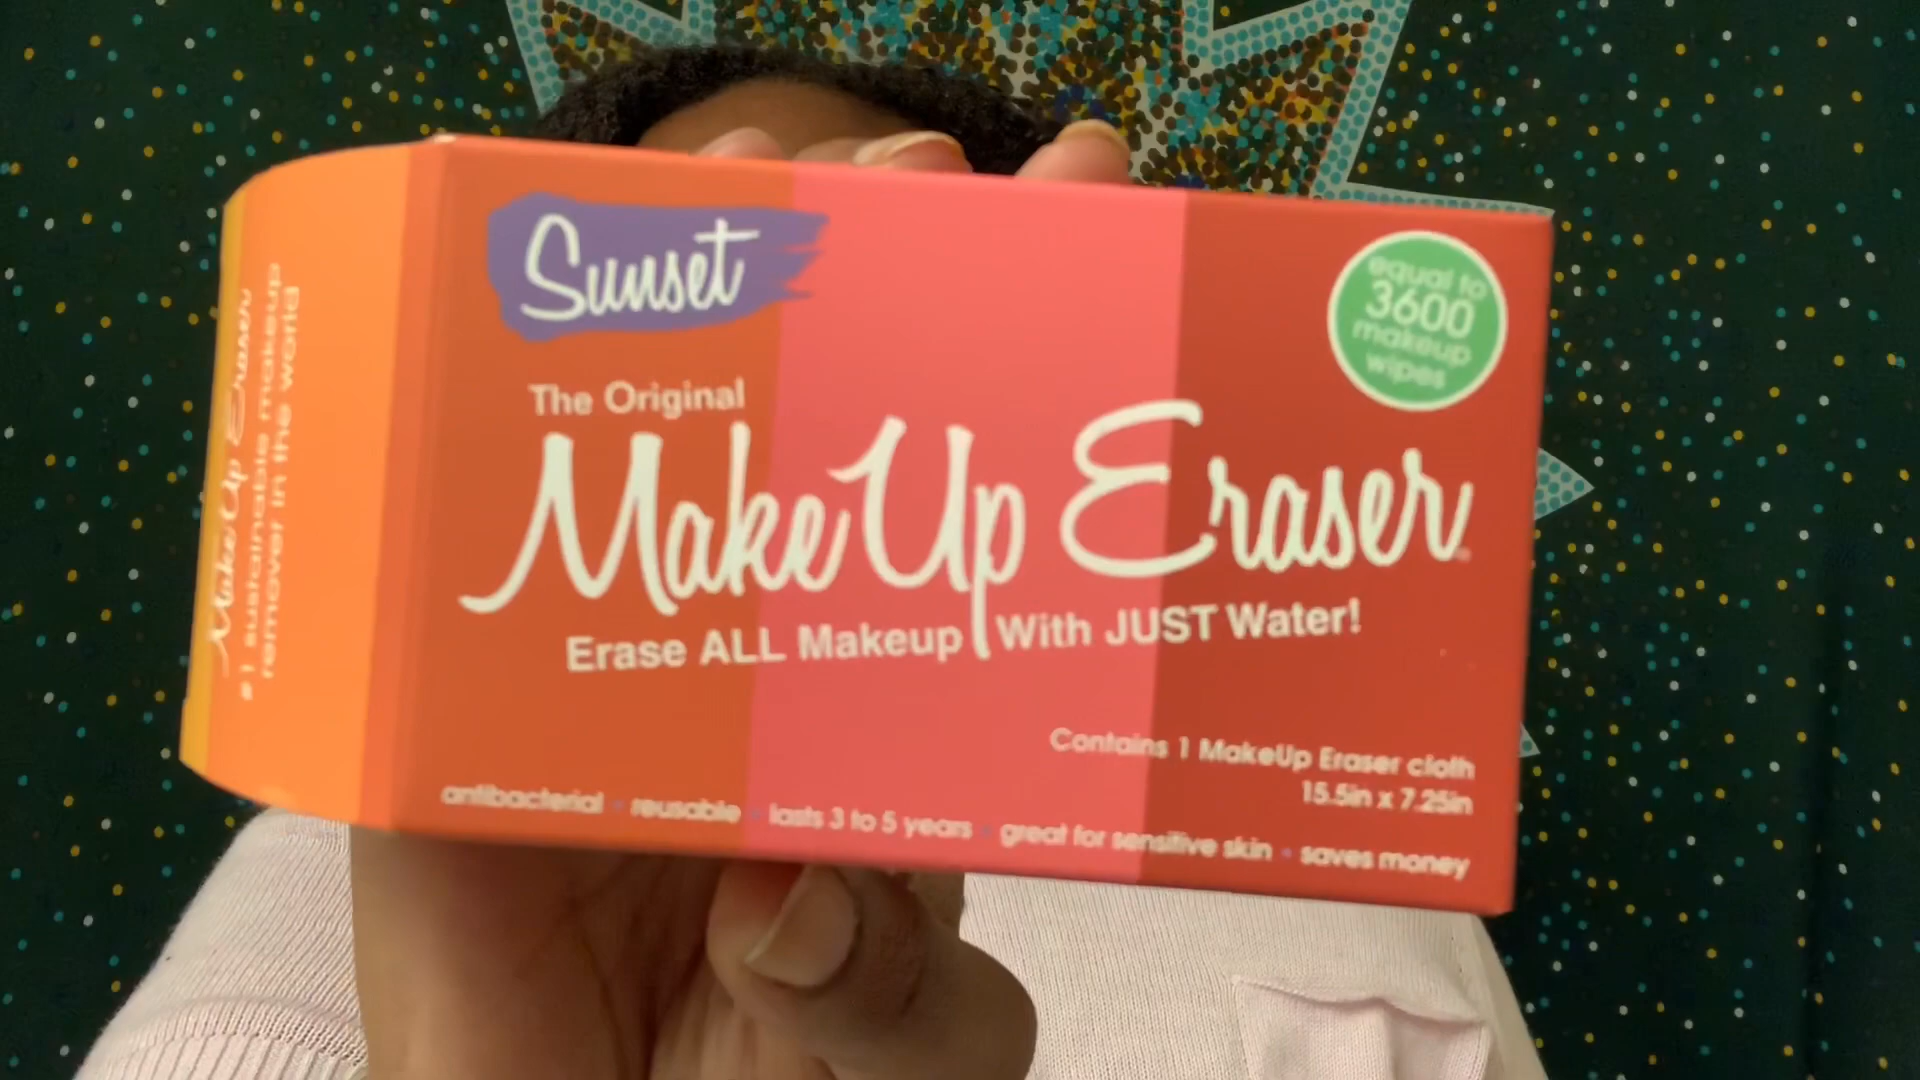 Sunset
equal to
3600
makeup
wipes
The Original
MakeUp Eraser
Erase ALL Makeup With JUST Water!
Contains 1 MakeUp Eraser cloth
15.5in x 7.25in
antibacterial • reusable • lasts 3 to 5 years • great for sensitive skin • saves money
MakeUp Eraser
#1 sustainable makeup
remover in the world